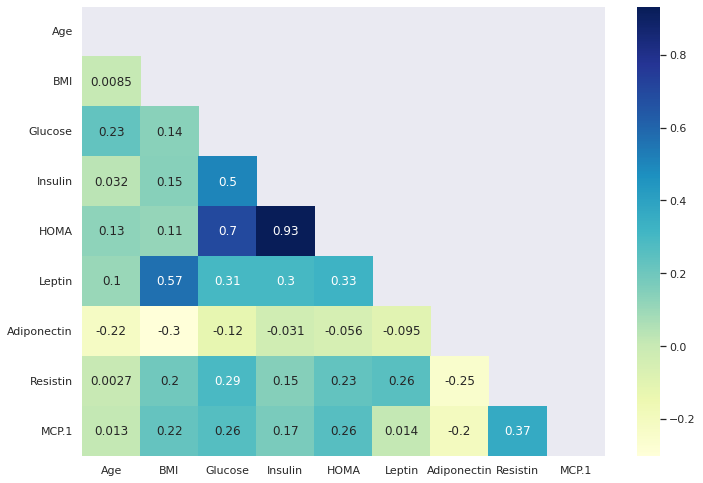 Age
BMI 0.0085
Glucose 0.23 0.14
Insulin 0.032 0.15 0.5
HOMA 0.13 0.11 0.7 0.93
Leptin 0.1 0.57 0.31 0.3 0.33
Adiponectin -0.22 -0.3 -0.12 -0.031 -0.056 -0.095
Resistin 0.0027 0.2 0.29 0.15 0.23 0.26 -0.25
MCP.1 0.013 0.22 0.26 0.17 0.26 0.014 -0.2 0.37
Age BMI Glucose Insulin HOMA Leptin Adiponectin Resistin MCP.1
0.8
0.6
0.4
0.2
0.0
−0.2